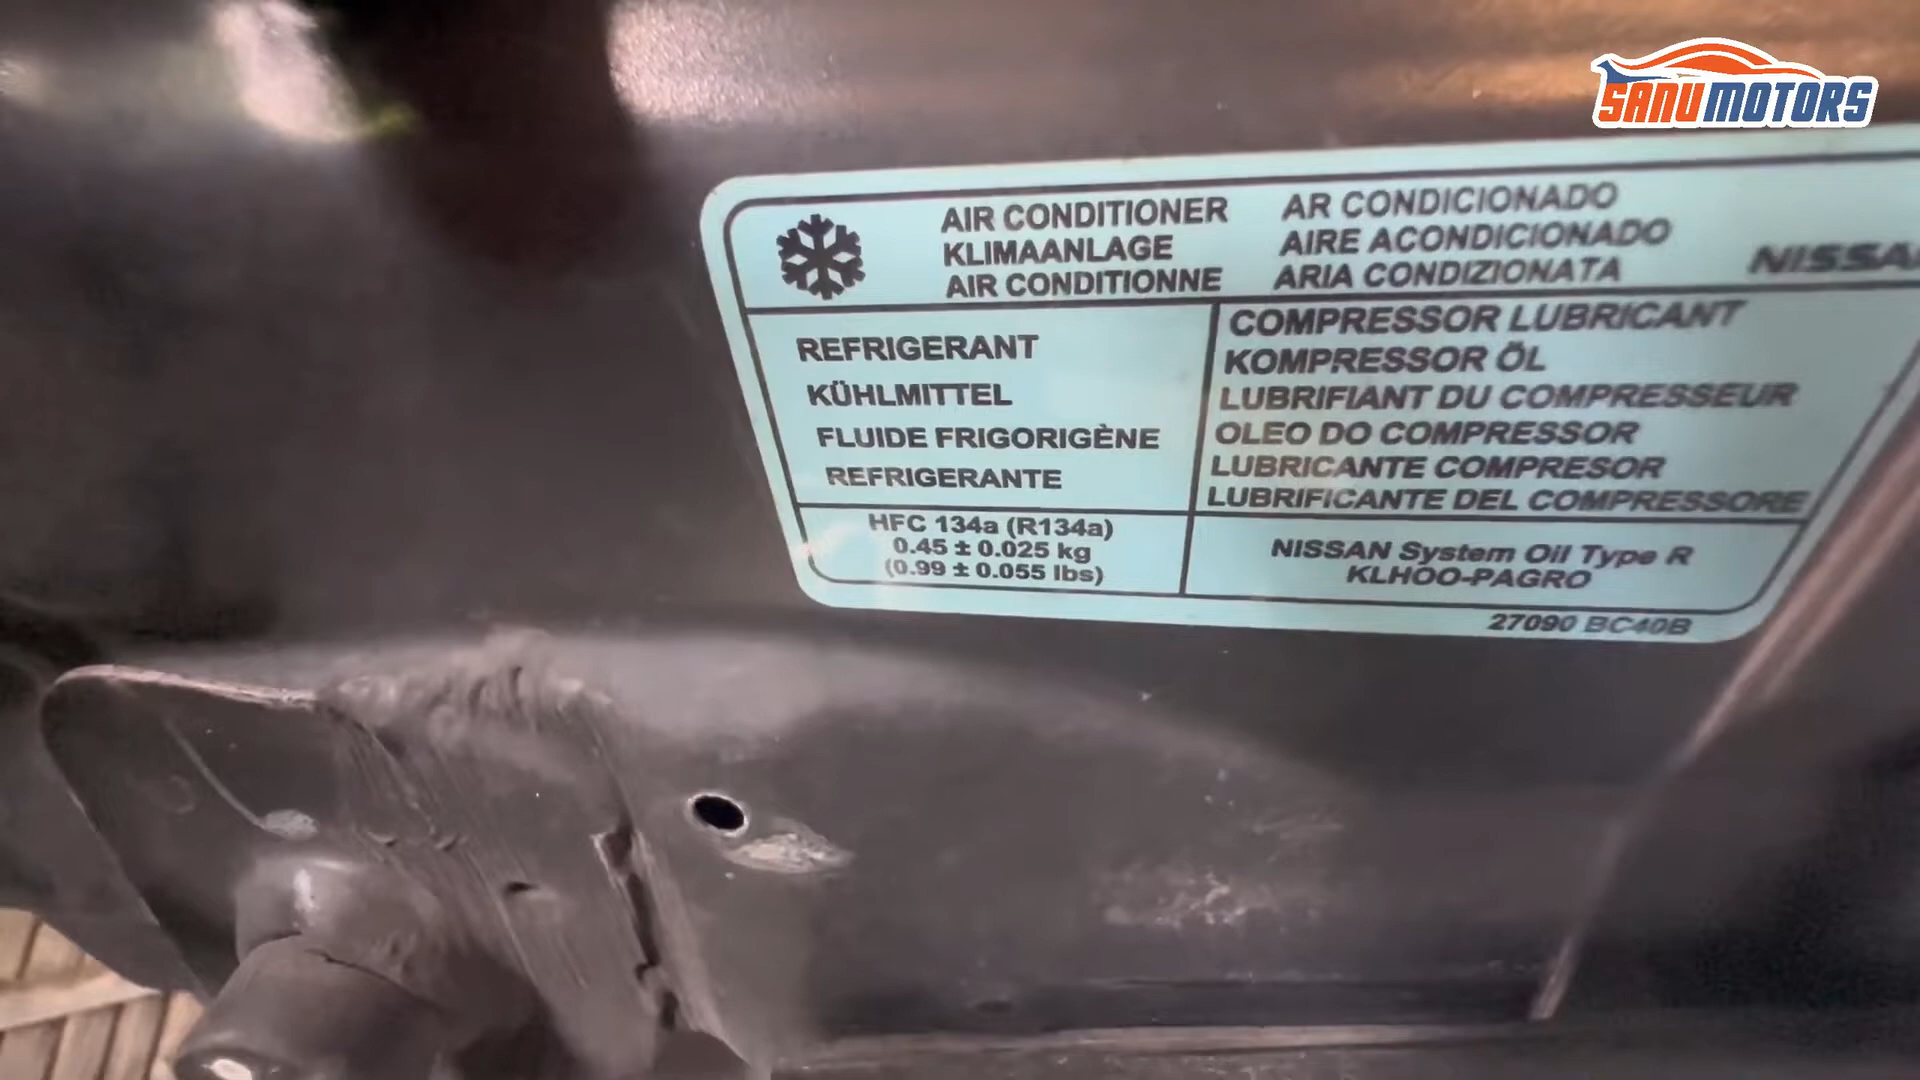 SANU MOTORS
AIR CONDITIONER
KLIMAANLAGE
AIR CONDITIONNE
AR CONDICIONADO
AIRE ACONDICIONADO
ARIA CONDIZIONATA
REFRIGERANT
KÜHLMITTEL
FLUIDE FRIGORIGÈNE
REFRIGERANTE
COMPRESSOR LUBRICANT
KOMPRESSOR ÖL
LUBRIFIANT DU COMPRESSEUR
OLEO DO COMPRESSOR
LUBRICANTE COMPRESOR
LUBRIFICANTE DEL COMPRESSORE
HFC 134a (R134a)
0.45 ± 0.025 kg
(0.99 ± 0.055 lbs)
NISSAN System Oil Type R
KLHOO-PAGRO
27090 BC40B